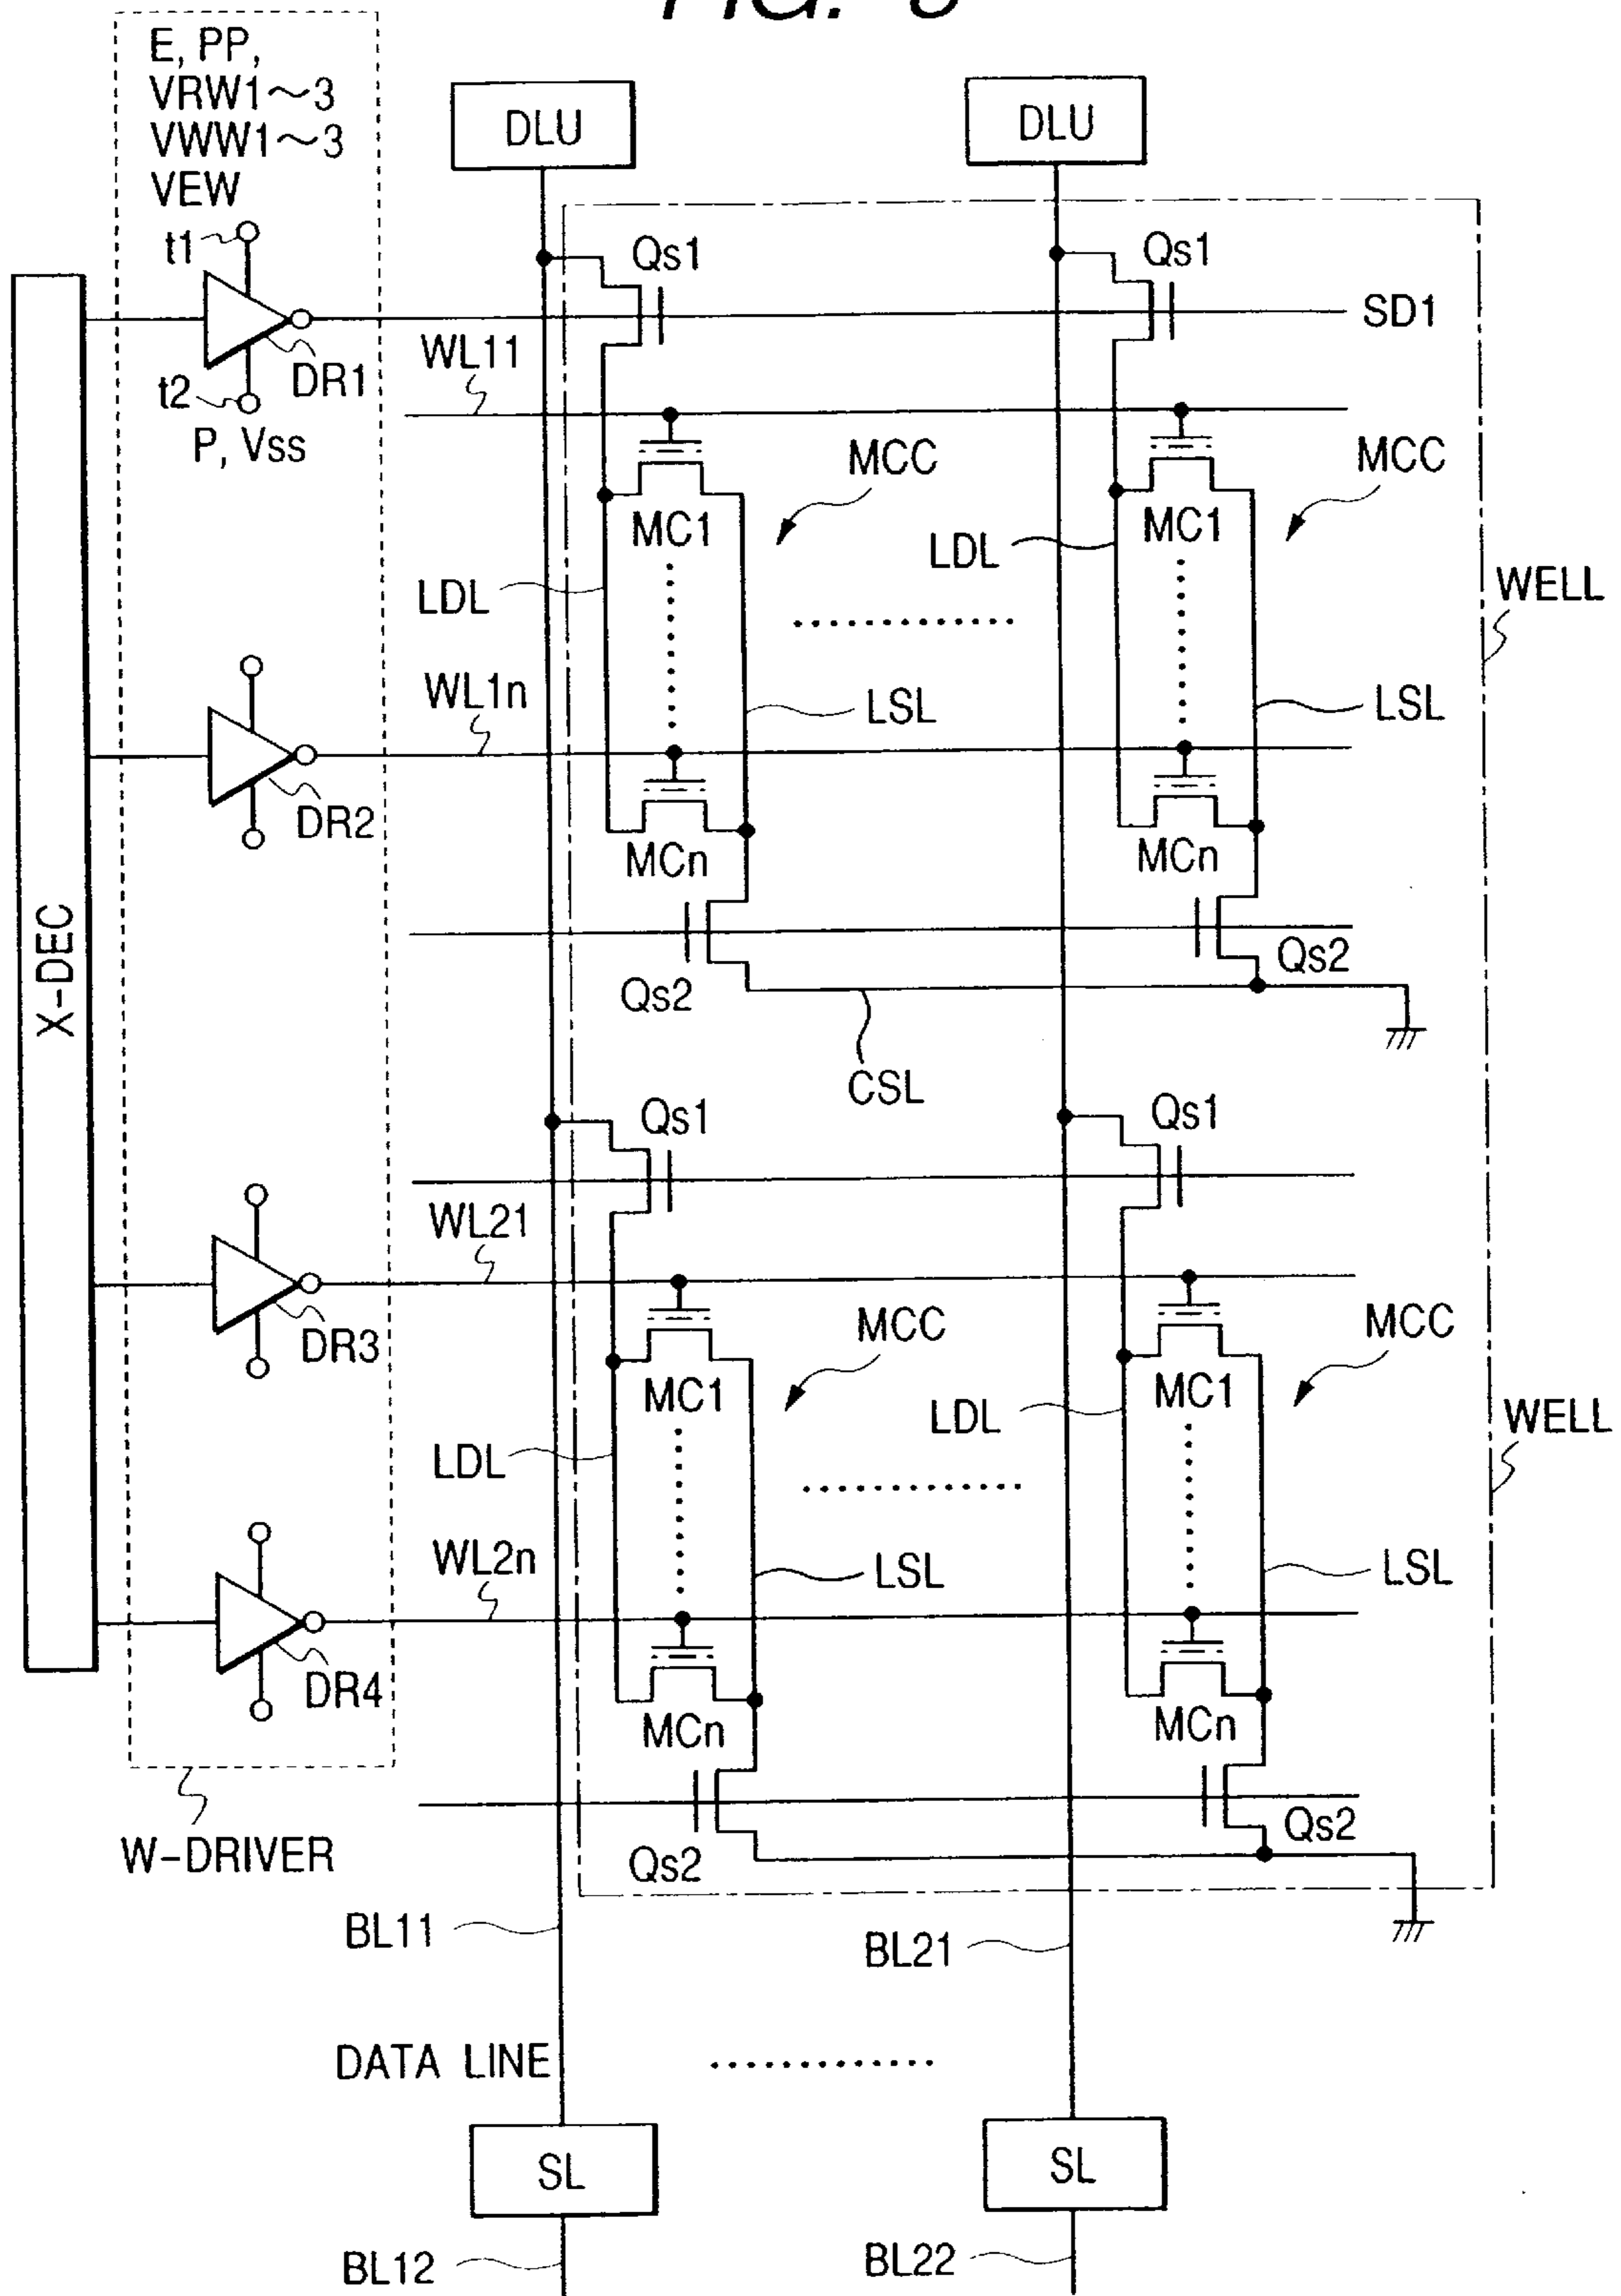 E, PP,
VRW1～3
VWW1～3
VEW
DLU
DLU
t1
Qs1
Qs1
SD1
DR1
WL11
t2
P, Vss
MCC
MCC
MC1
MC1
LDL
LDL
WELL
WL1n
LSL
LSL
DR2
MCn
MCn
X-DEC
Qs2
Qs2
CSL
Qs1
Qs1
WL21
DR3
MCC
MCC
MC1
MC1
LDL
LDL
WELL
WL2n
LSL
LSL
DR4
MCn
MCn
W-DRIVER
Qs2
Qs2
BL11
BL21
DATA LINE
SL
SL
BL12
BL22